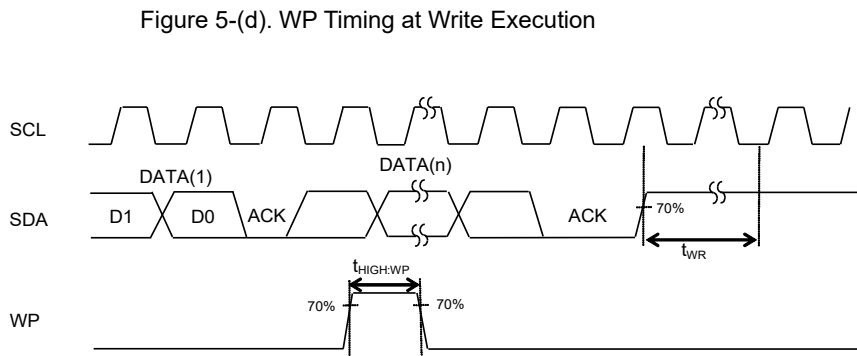 Figure 5-(d). WP Timing at Write Execution
SCL
DATA(1)
DATA(n)
SDA
D1
D0
ACK
ACK
70%
tWR
tHIGH:WP
WP
70%
70%